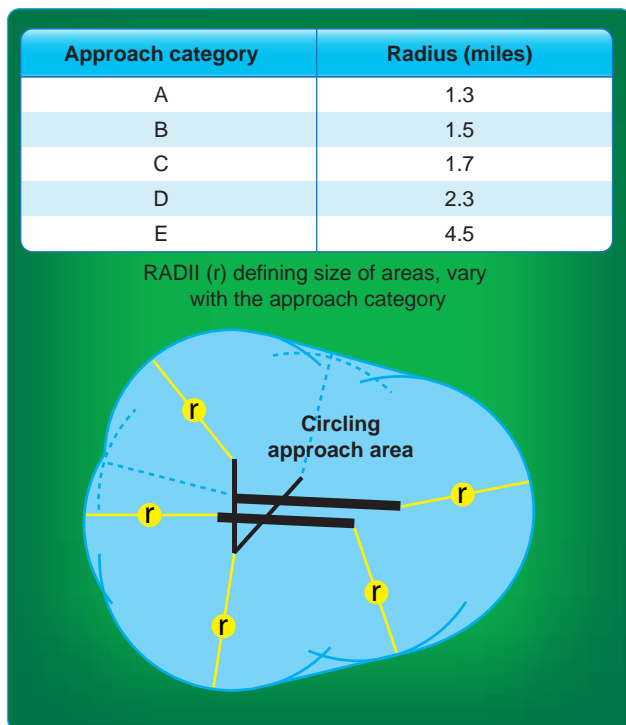 Approach category Radius (miles)
A 1.3
B 1.5
C 1.7
D 2.3
E 4.5
RADII (r) defining size of areas, vary
with the approach category
r
Circling
approach area
r
r
r
r